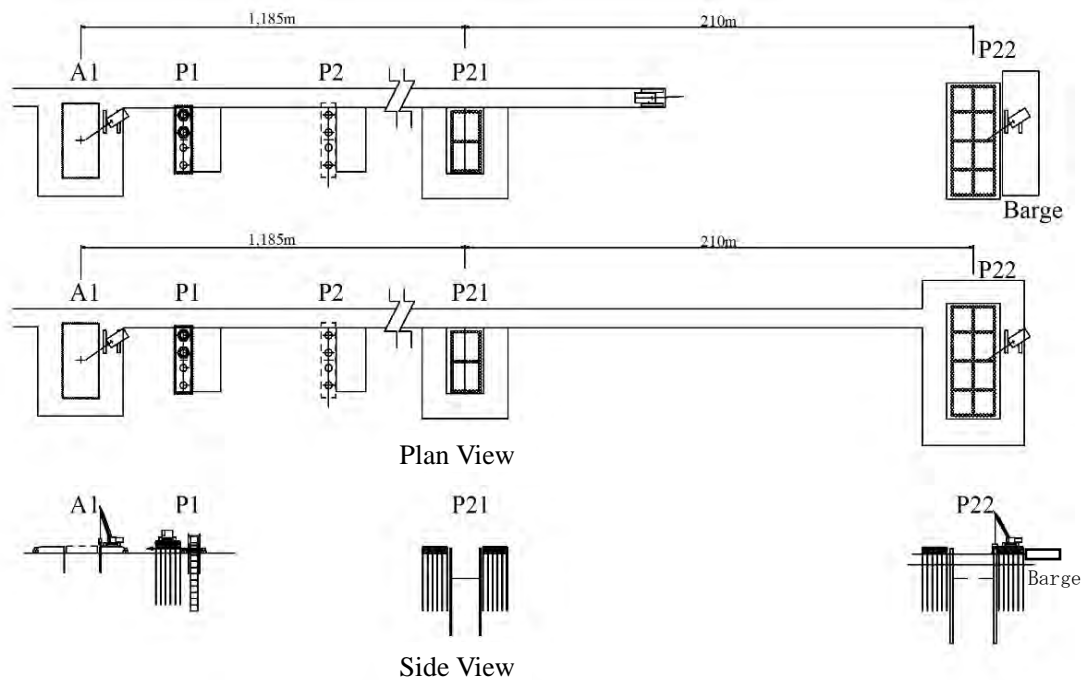 1,185m 210m
A1 P1 P2 P21 P22
Barge
1,185m 210m
A1 P1 P2 P21 P22
Plan View
A1 P1 P21 P22
Barge
Side View